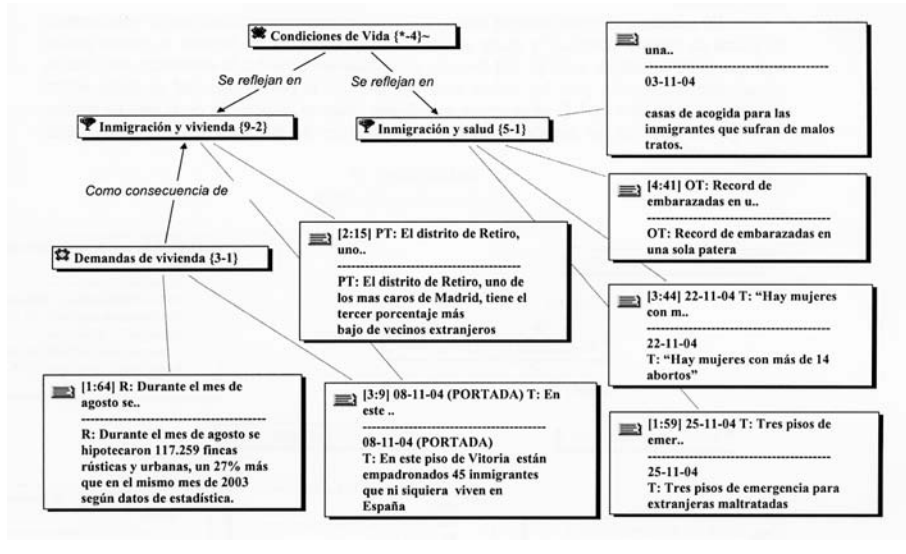 Condiciones de Vida {*-4}~
Se reflejan en
Se reflejan en
Inmigración y vivienda {9-2}
Inmigración y salud {5-1}
Como consecuencia de
Demandas de vivienda {3-1}
una..
------------------------------------------
03-11-04
casas de acogida para las
inmigrantes que sufran de malos
tratos.
[4:41] OT: Record de
embarazadas en u..
------------------------------------------
OT: Record de embarazadas en
una sola patera
[2:15] PT: El distrito de Retiro,
uno..
------------------------------------------
PT: El distrito de Retiro, uno de
los mas caros de Madrid, tiene el
tercer porcentaje más
bajo de vecinos extranjeros
[3:44] 22-11-04 T: “Hay mujeres
con m..
------------------------------------------
22-11-04
T: “Hay mujeres con más de 14
abortos”
[1:64] R: Durante el mes de
agosto se..
------------------------------------------
R: Durante el mes de agosto se
hipotecaron 117.259 fincas
rústicas y urbanas, un 27% más
que en el mismo mes de 2003
según datos de estadística.
[3:9] 08-11-04 (PORTADA) T: En
este ..
------------------------------------------
08-11-04 (PORTADA)
T: En este piso de Vitoria están
empadronados 45 inmigrantes
que ni siquiera viven en
España
[1:59] 25-11-04 T: Tres pisos de
emer..
------------------------------------------
25-11-04
T: Tres pisos de emergencia para
extranjeras maltratadas